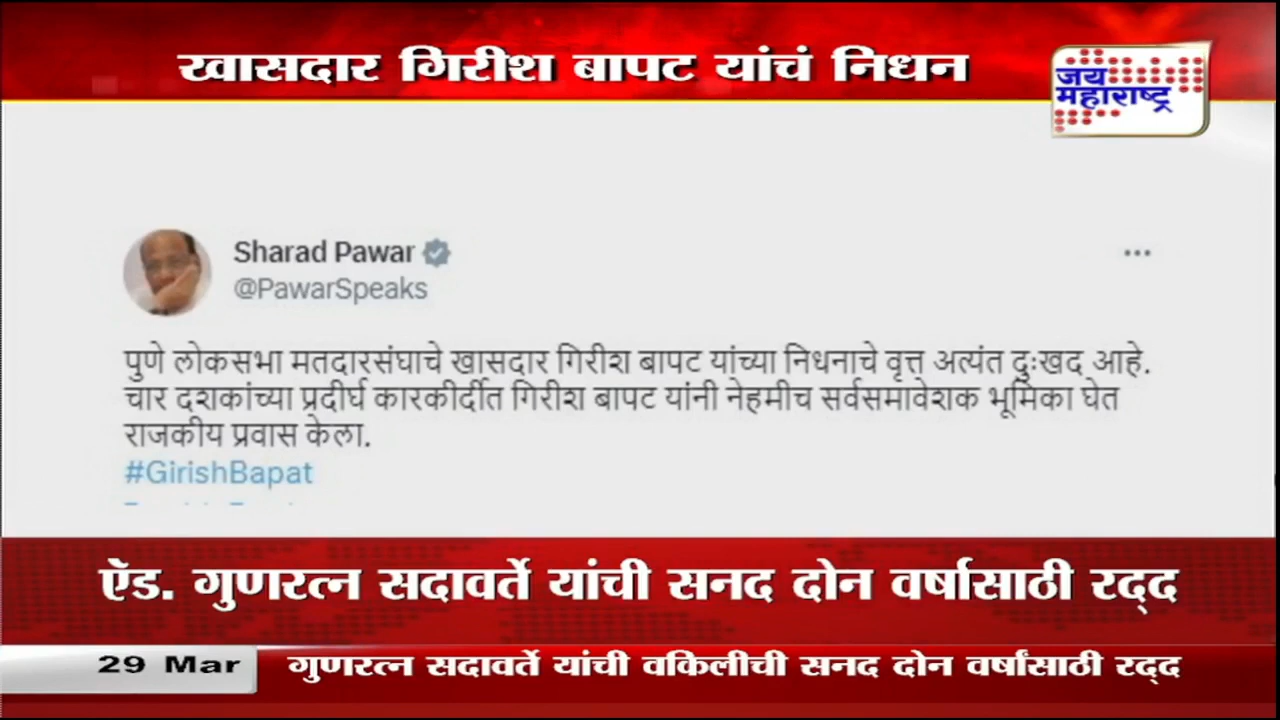 खासदार गिरीश बापट यांचं निधन
जय
महाराष्ट्र
Sharad Pawar
@PawarSpeaks
पुणे लोकसभा मतदारसंघाचे खासदार गिरीश बापट यांच्या निधनाचे वृत्त अत्यंत दुःखद आहे.
चार दशकांच्या प्रदीर्घ कारकीर्दीत गिरीश बापट यांनी नेहमीच सर्वसमावेशक भूमिका घेत
राजकीय प्रवास केला.
#GirishBapat
ऍड. गुणरत्न सदावर्ते यांची सनद दोन वर्षासाठी रद्द
29 Mar गुणरत्न सदावर्ते यांची वकिलीची सनद दोन वर्षांसाठी रद्द